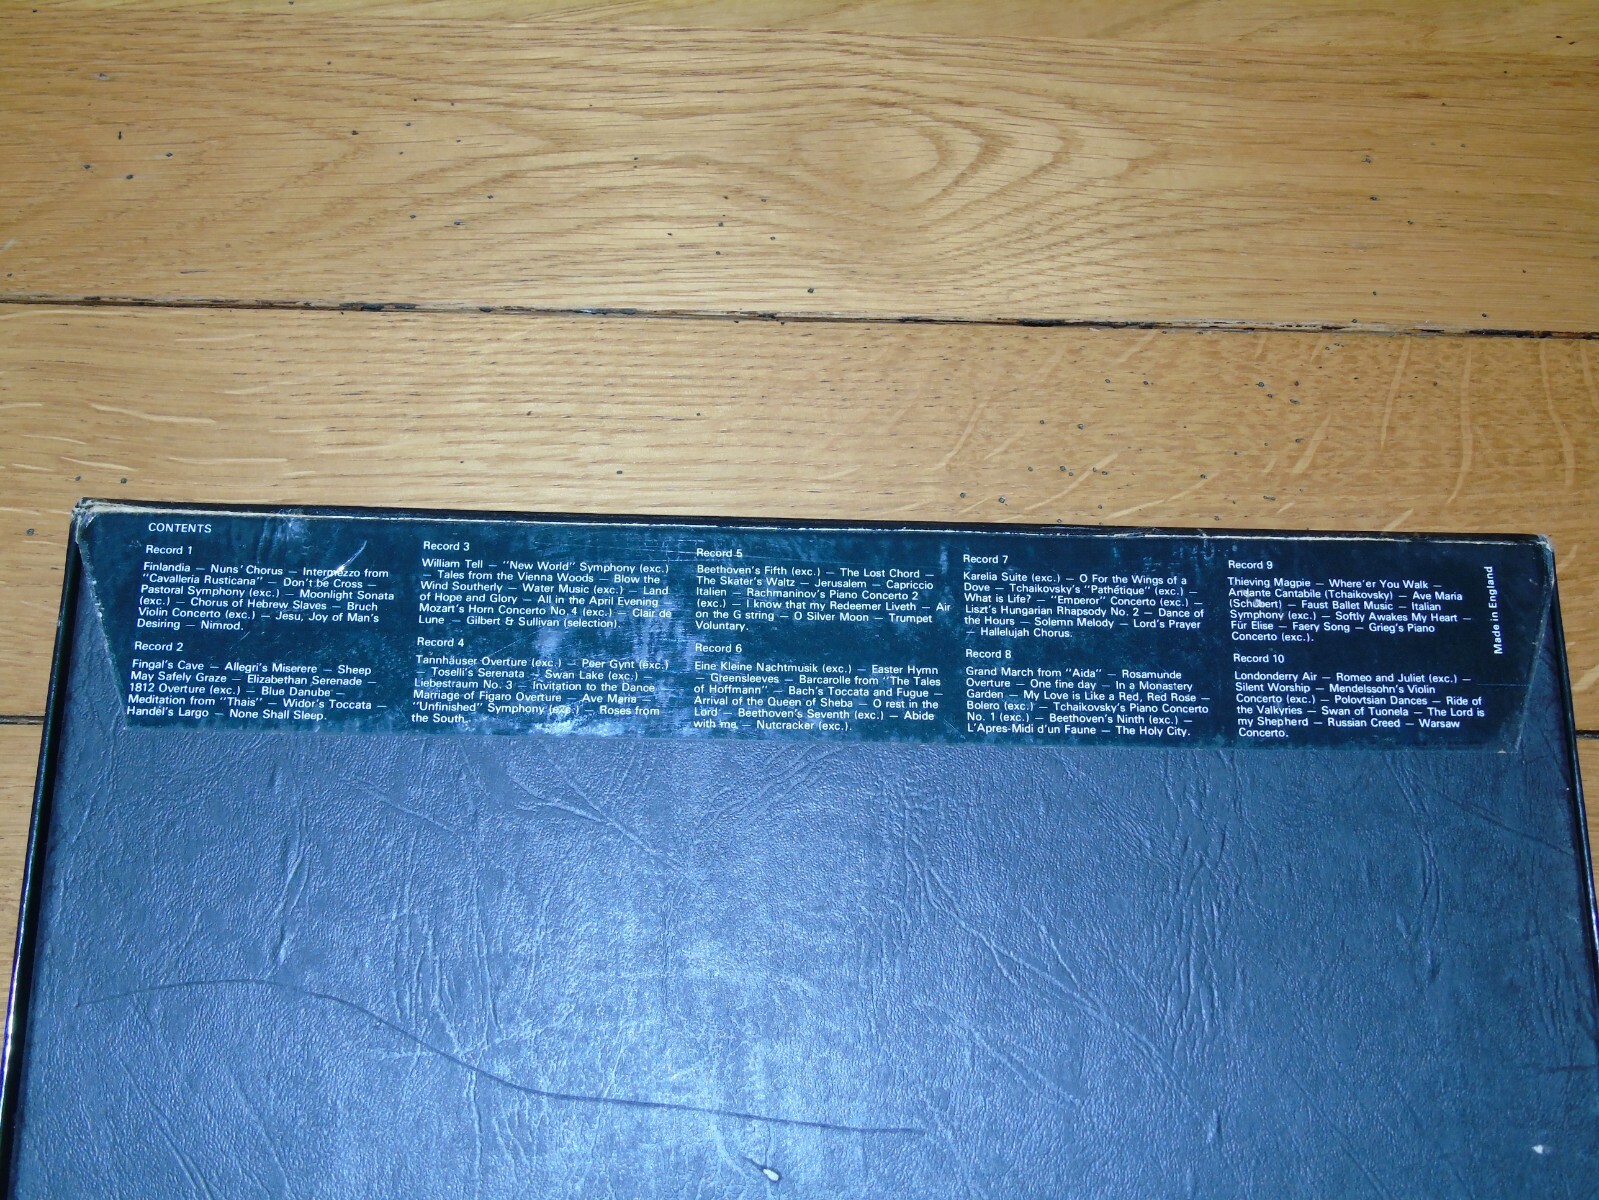 CONTENTS
Record 1
Finlandia — Nuns' Chorus — Intermezzo from
"Cavalleria Rusticana" — Don't be Cross —
Pastoral Symphony (exc.) — Moonlight Sonata
(exc.) — Chorus of Hebrew Slaves — Bruch
Violin Concerto (exc.) — Jesu, Joy of Man's
Desiring — Nimrod.
Record 2
Fingal's Cave — Allegri's Miserere — Sheep
May Safely Graze — Elizabethan Serenade —
1812 Overture (exc.) — Blue Danube —
Meditation from "Thais" — Widor's Toccata —
Handel's Largo — None Shall Sleep.
Record 3
William Tell — "New World" Symphony (exc.)
— Tales from the Vienna Woods — Blow the
Wind Southerly — Water Music (exc.) — Land
of Hope and Glory — All in the April Evening —
Mozart's Horn Concerto No. 4 (exc.) — Clair de
Lune — Gilbert & Sullivan (selection).
Record 4
Tannhäuser Overture (exc.) — Peer Gynt (exc.)
— Toselli's Serenata — Swan Lake (exc.) —
Liebestraum No. 3 — Invitation to the Dance —
Marriage of Figaro Overture — Ave Maria —
"Unfinished" Symphony (exc.) — Roses from
the South.
Record 5
Beethoven's Fifth (exc.) — The Lost Chord —
The Skater's Waltz — Jerusalem — Capriccio
Italien — Rachmaninov's Piano Concerto 2
(exc.) — I know that my Redeemer Liveth — Air
on the G string — O Silver Moon — Trumpet
Voluntary.
Record 6
Eine Kleine Nachtmusik (exc.) — Easter Hymn
— Greensleeves — Barcarolle from "The Tales
of Hoffmann" — Bach's Toccata and Fugue —
Arrival of the Queen of Sheba — O rest in the
Lord — Beethoven's Seventh (exc.) — Abide
with me — Nutcracker (exc.).
Record 7
Karelia Suite (exc.) — O For the Wings of a
Dove — Tchaikovsky's "Pathétique" (exc.) —
What is Life? — "Emperor" Concerto (exc.) —
Liszt's Hungarian Rhapsody No. 2 — Dance of
the Hours — Solemn Melody — Lord's Prayer
— Hallelujah Chorus.
Record 8
Grand March from "Aida" — Rosamunde
Overture — One fine day — In a Monastery
Garden — My Love is Like a Red, Red Rose —
Bolero (exc.) — Tchaikovsky's Piano Concerto
No. 1 (exc.) — Beethoven's Ninth (exc.) —
L'Apres-Midi d'un Faune — The Holy City.
Record 9
Thieving Magpie — Where'er You Walk —
Andante Cantabile (Tchaikovsky) — Ave Maria
(Schubert) — Faust Ballet Music — Italian
Symphony (exc.) — Softly Awakes My Heart —
Für Elise — Faery Song — Grieg's Piano
Concerto (exc.).
Record 10
Londonderry Air — Romeo and Juliet (exc.) —
Silent Worship — Mendelssohn's Violin
Concerto (exc.) — Polovtsian Dances — Ride of
the Valkyries — Swan of Tuonela — The Lord is
my Shepherd — Russian Creed — Warsaw
Concerto.
Made in England